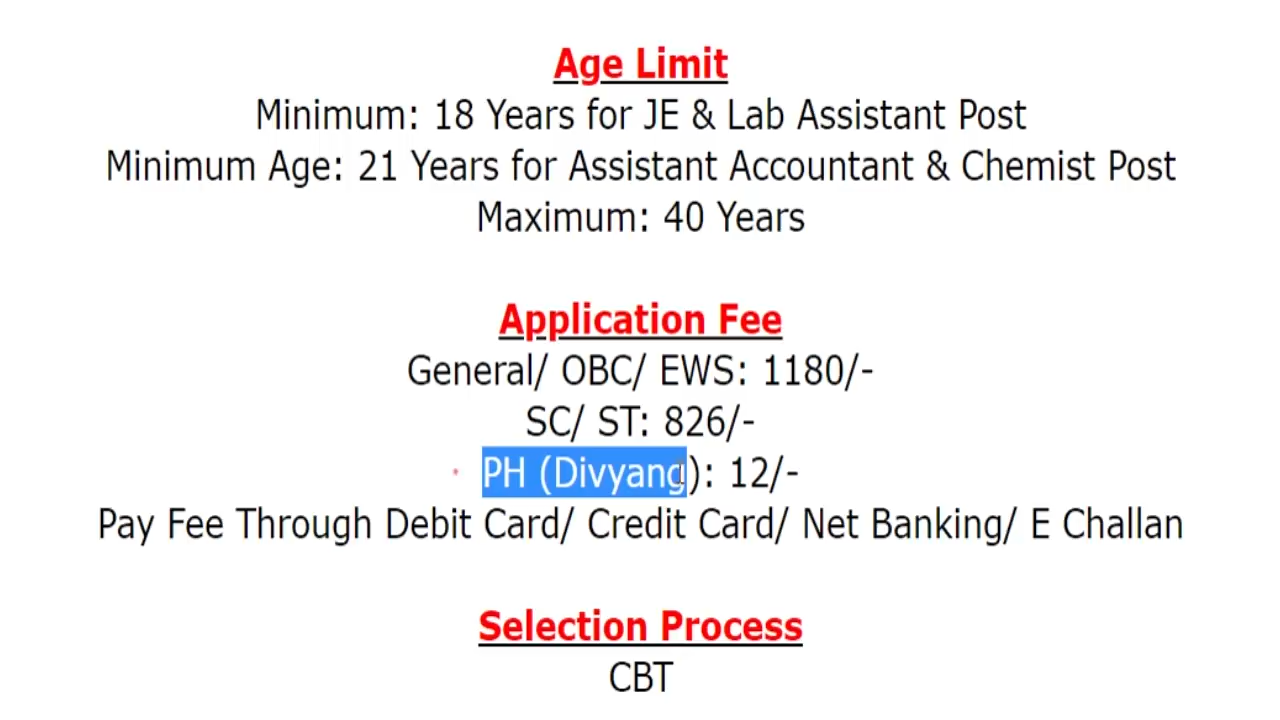 Age Limit
Minimum: 18 Years for JE & Lab Assistant Post
Minimum Age: 21 Years for Assistant Accountant & Chemist Post
Maximum: 40 Years
Application Fee
General/ OBC/ EWS: 1180/-
SC/ ST: 826/-
PH (Divyang): 12/-
Pay Fee Through Debit Card/ Credit Card/ Net Banking/ E Challan
Selection Process
CBT